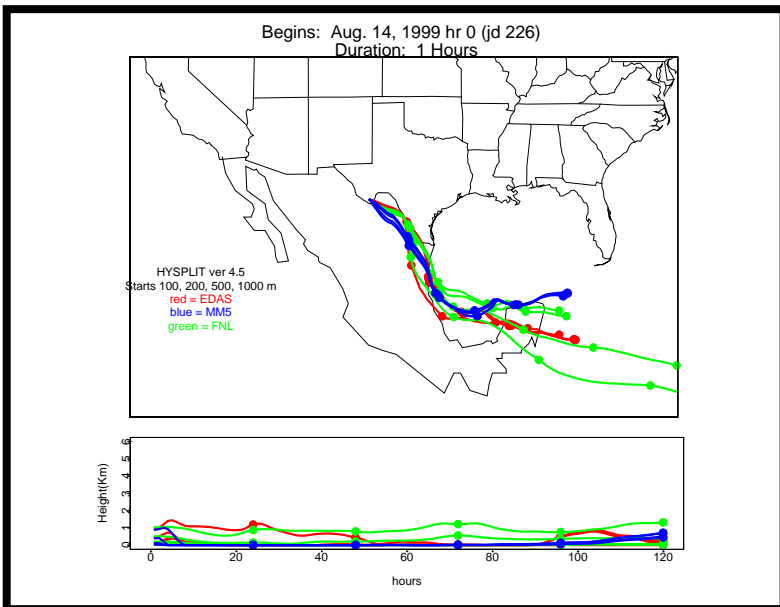 Begins: Aug. 14, 1999 hr 0 (jd 226)
Duration: 1 Hours
HYSPLIT ver 4.5
Starts 100, 200, 500, 1000 m
red = EDAS
blue = MM5
green = FNL
Height(Km)
6
5
4
3
2
1
0
0 20 40 60 80 100 120
hours